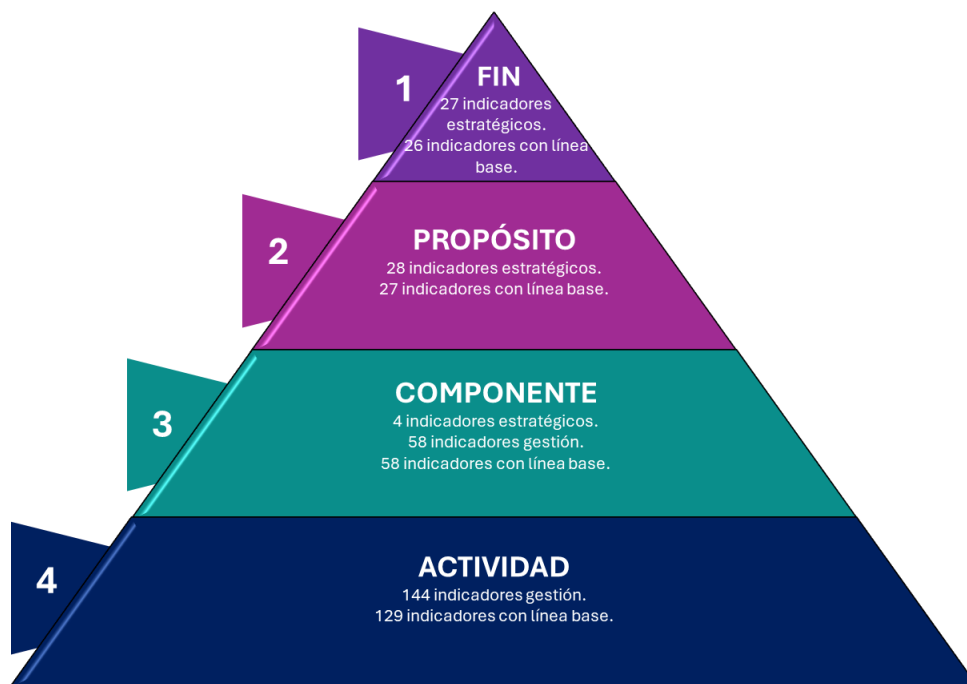 1
FIN
27 indicadores
estratégicos.
26 indicadores con línea
base.
2
PROPÓSITO
28 indicadores estratégicos.
27 indicadores con línea base.
3
COMPONENTE
4 indicadores estratégicos.
58 indicadores gestión.
58 indicadores con línea base.
4
ACTIVIDAD
144 indicadores gestión.
129 indicadores con línea base.